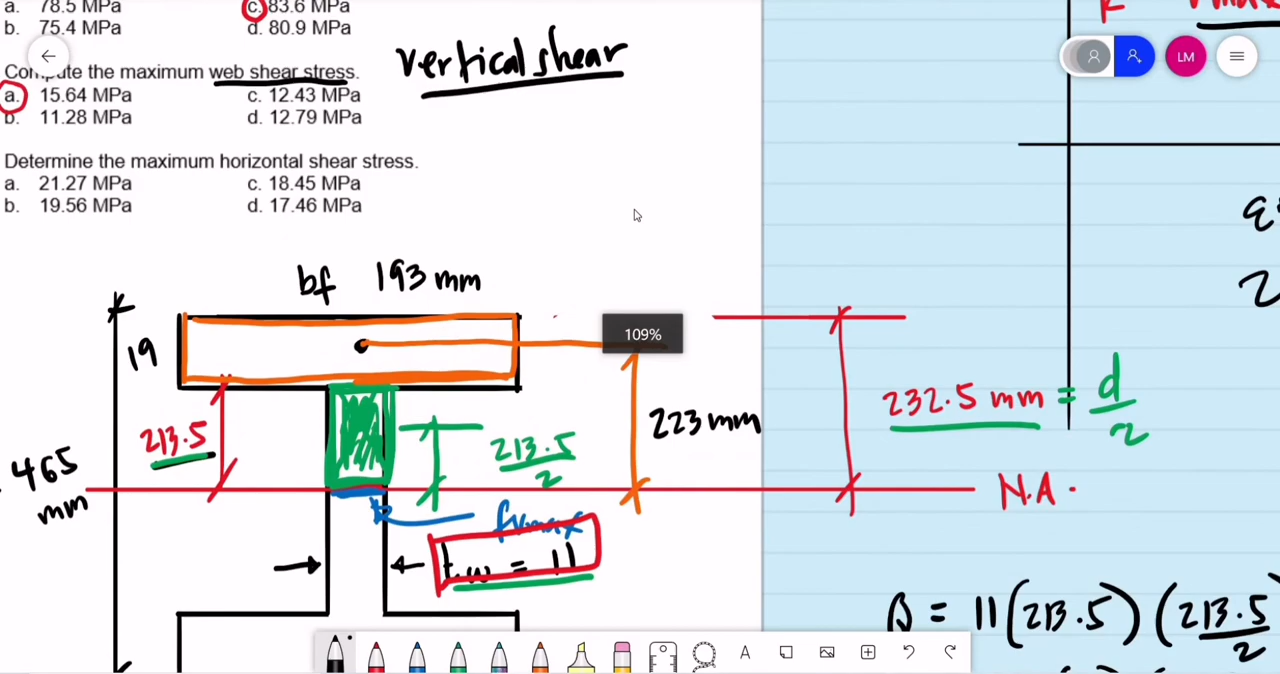 a. 78.5 MPa c. 83.6 MPa
b. 75.4 MPa d. 80.9 MPa
Compute the maximum web shear stress.
a. 15.64 MPa c. 12.43 MPa
b. 11.28 MPa d. 12.79 MPa
vertical shear
LM
Determine the maximum horizontal shear stress.
a. 21.27 MPa c. 18.45 MPa
b. 19.56 MPa d. 17.46 MPa
bf 193 mm
109%
19
213.5
213.5
2
223 mm
232.5 mm = d
2
465
mm
N.A.
fvmax
tw = 11
Q = 11(213.5)(213.5
2
A